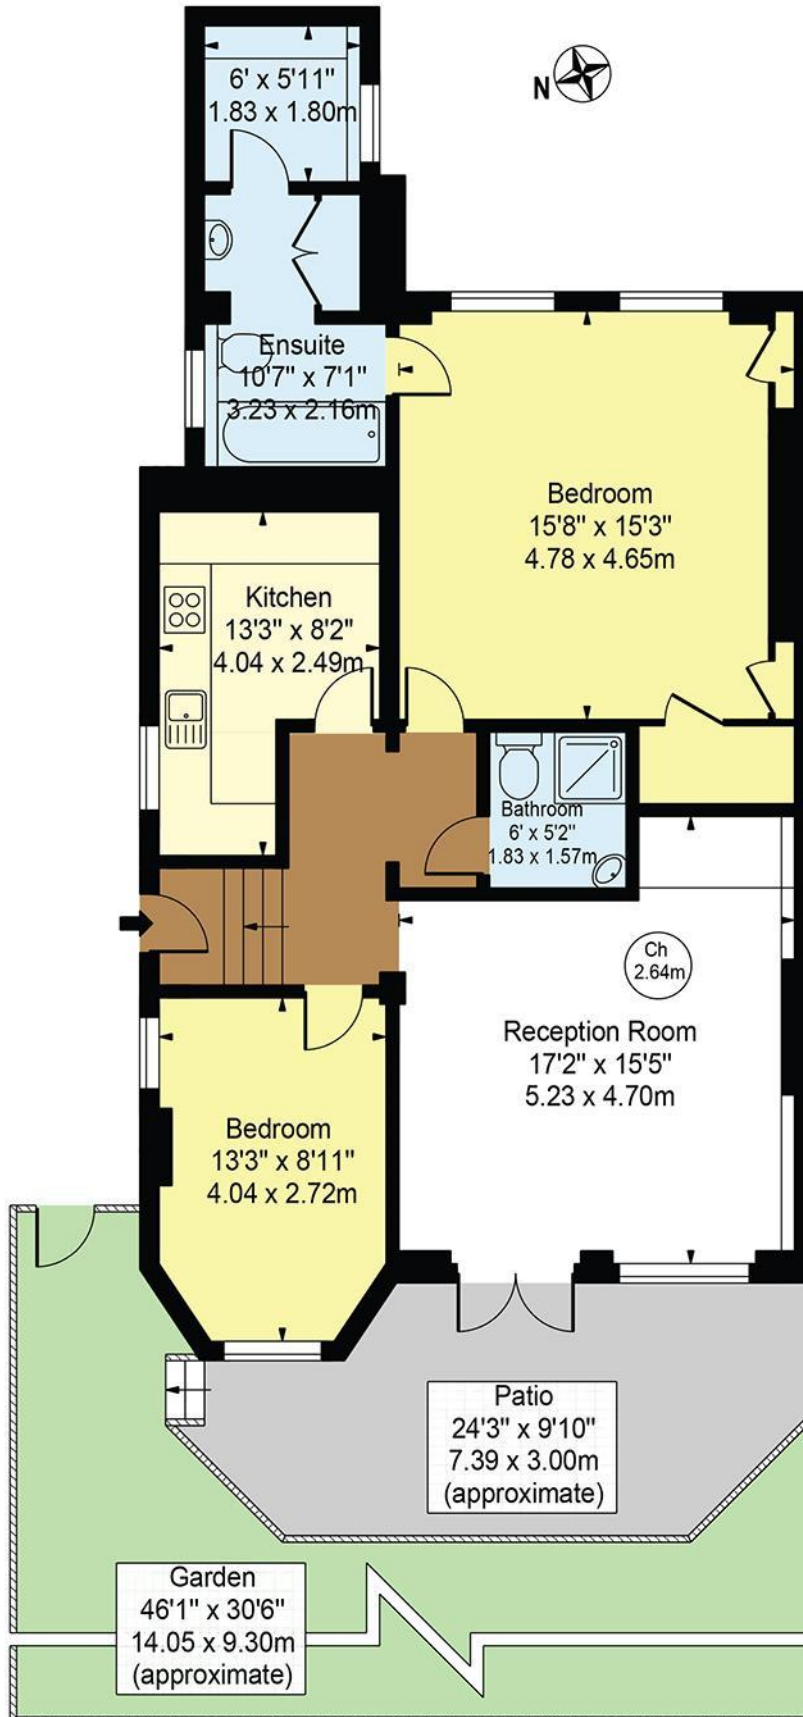 6' x 5'11"
1.83 x 1.80m
N
Ensuite
10'7" x 7'1"
3.23 x 2.16m
Bedroom
15'8" x 15'3"
4.78 x 4.65m
Kitchen
13'3" x 8'2"
4.04 x 2.49m
Bathroom
6' x 5'2"
1.83 x 1.57m
Ch
2.64m
Reception Room
17'2" x 15'5"
5.23 x 4.70m
Bedroom
13'3" x 8'11"
4.04 x 2.72m
Patio
24'3" x 9'10"
7.39 x 3.00m
(approximate)
Garden
46'1" x 30'6"
14.05 x 9.30m
(approximate)